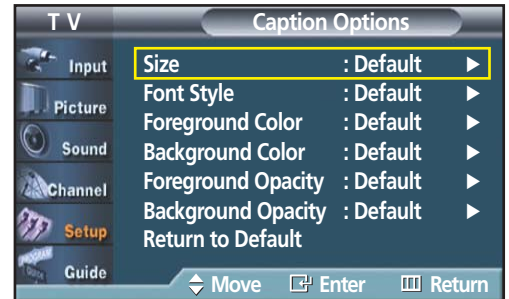 T V
Caption Options
Input
Picture
Sound
Channel
Setup
Guide
Size : Default
Font Style : Default
Foreground Color : Default
Background Color : Default
Foreground Opacity : Default
Background Opacity : Default
Return to Default
Move Enter Return